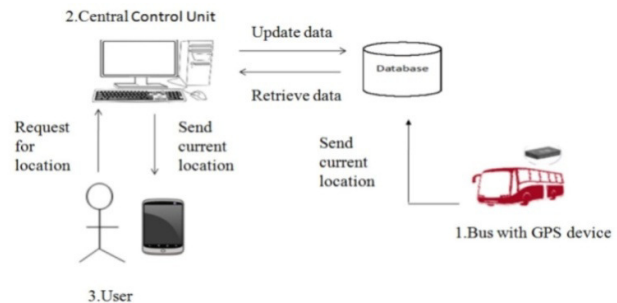 2.Central Control Unit
Update data
Database
Retrieve data
Request
for
location
Send
current
location
Send
current
location
1.Bus with GPS device
3.User